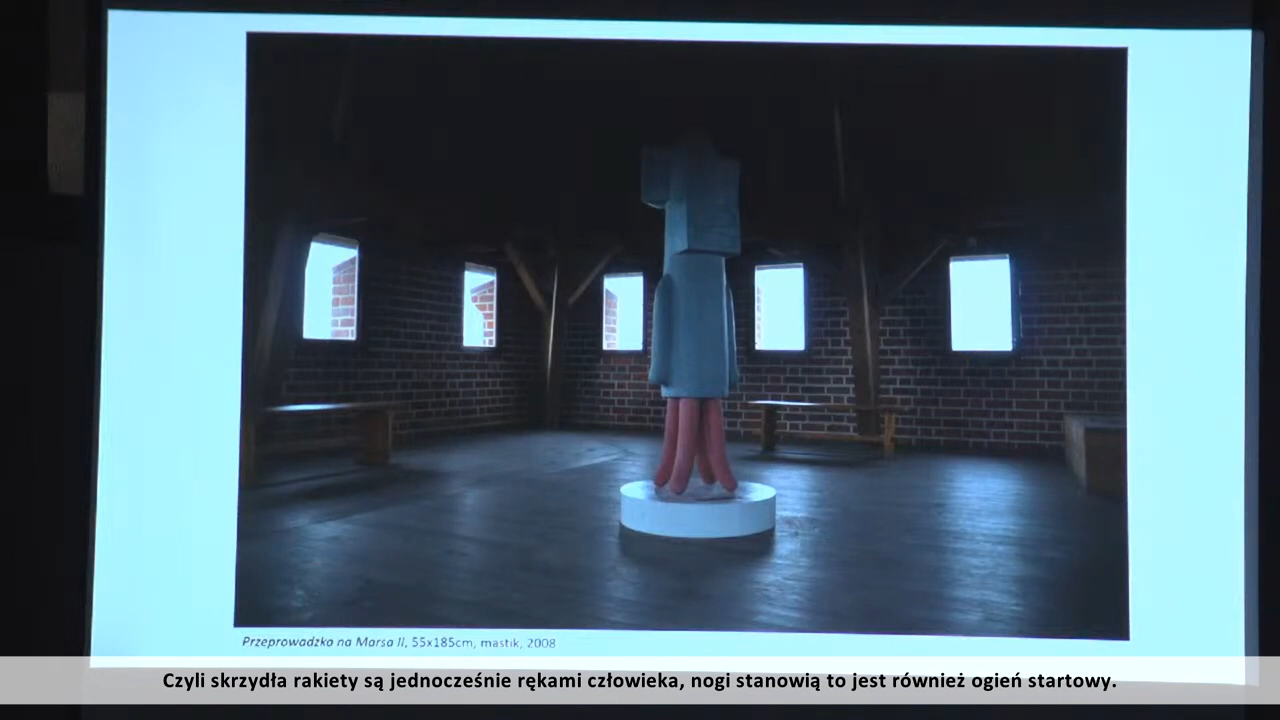 Przeprowadzka na Marsa II, 55x185cm, mastik, 2008
Czyli skrzydła rakiety są jednocześnie rękami człowieka, nogi stanowią to jest również ogień startowy.